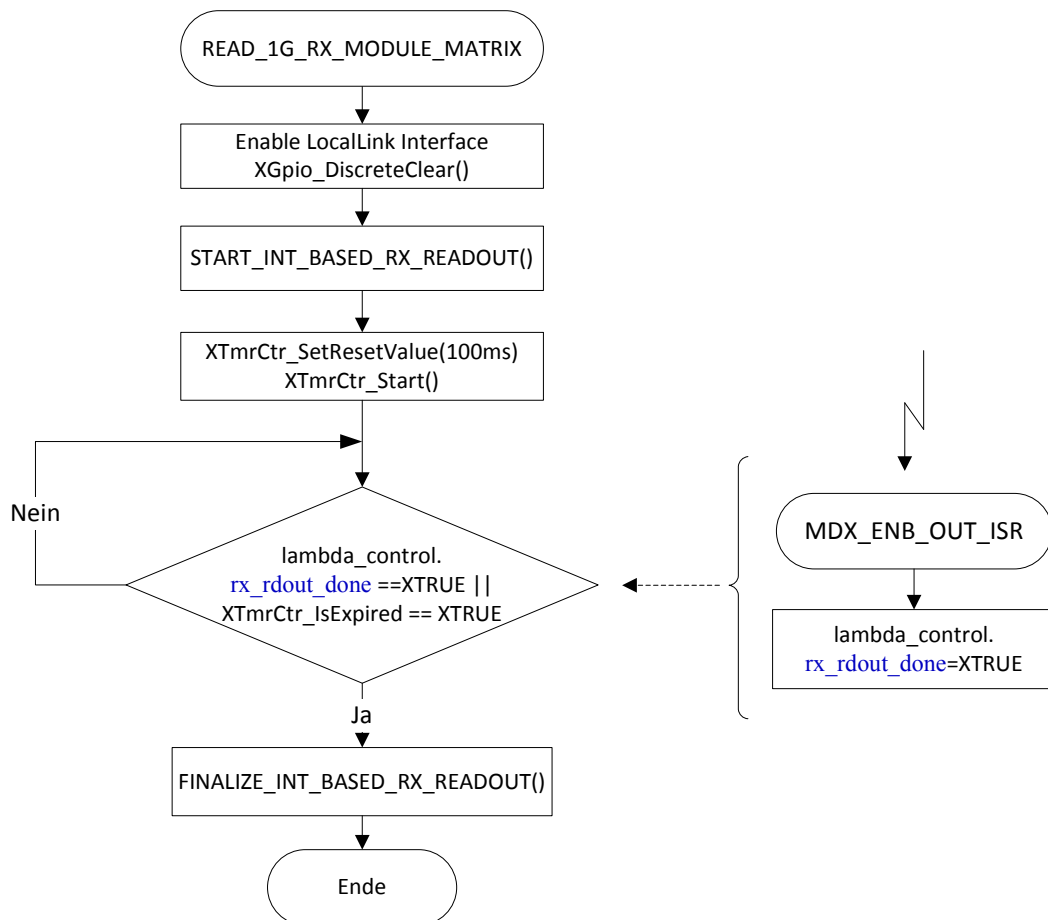 READ_1G_RX_MODULE_MATRIX
Enable LocalLink Interface
XGpio_DiscreteClear()
START_INT_BASED_RX_READOUT()
XTmrCtr_SetResetValue(100ms)
XTmrCtr_Start()
Nein
lambda_control.
rx_rdout_done ==XTRUE ||
XTmrCtr_IsExpired == XTRUE
Ja
FINALIZE_INT_BASED_RX_READOUT()
Ende
MDX_ENB_OUT_ISR
lambda_control.
rx_rdout_done=XTRUE